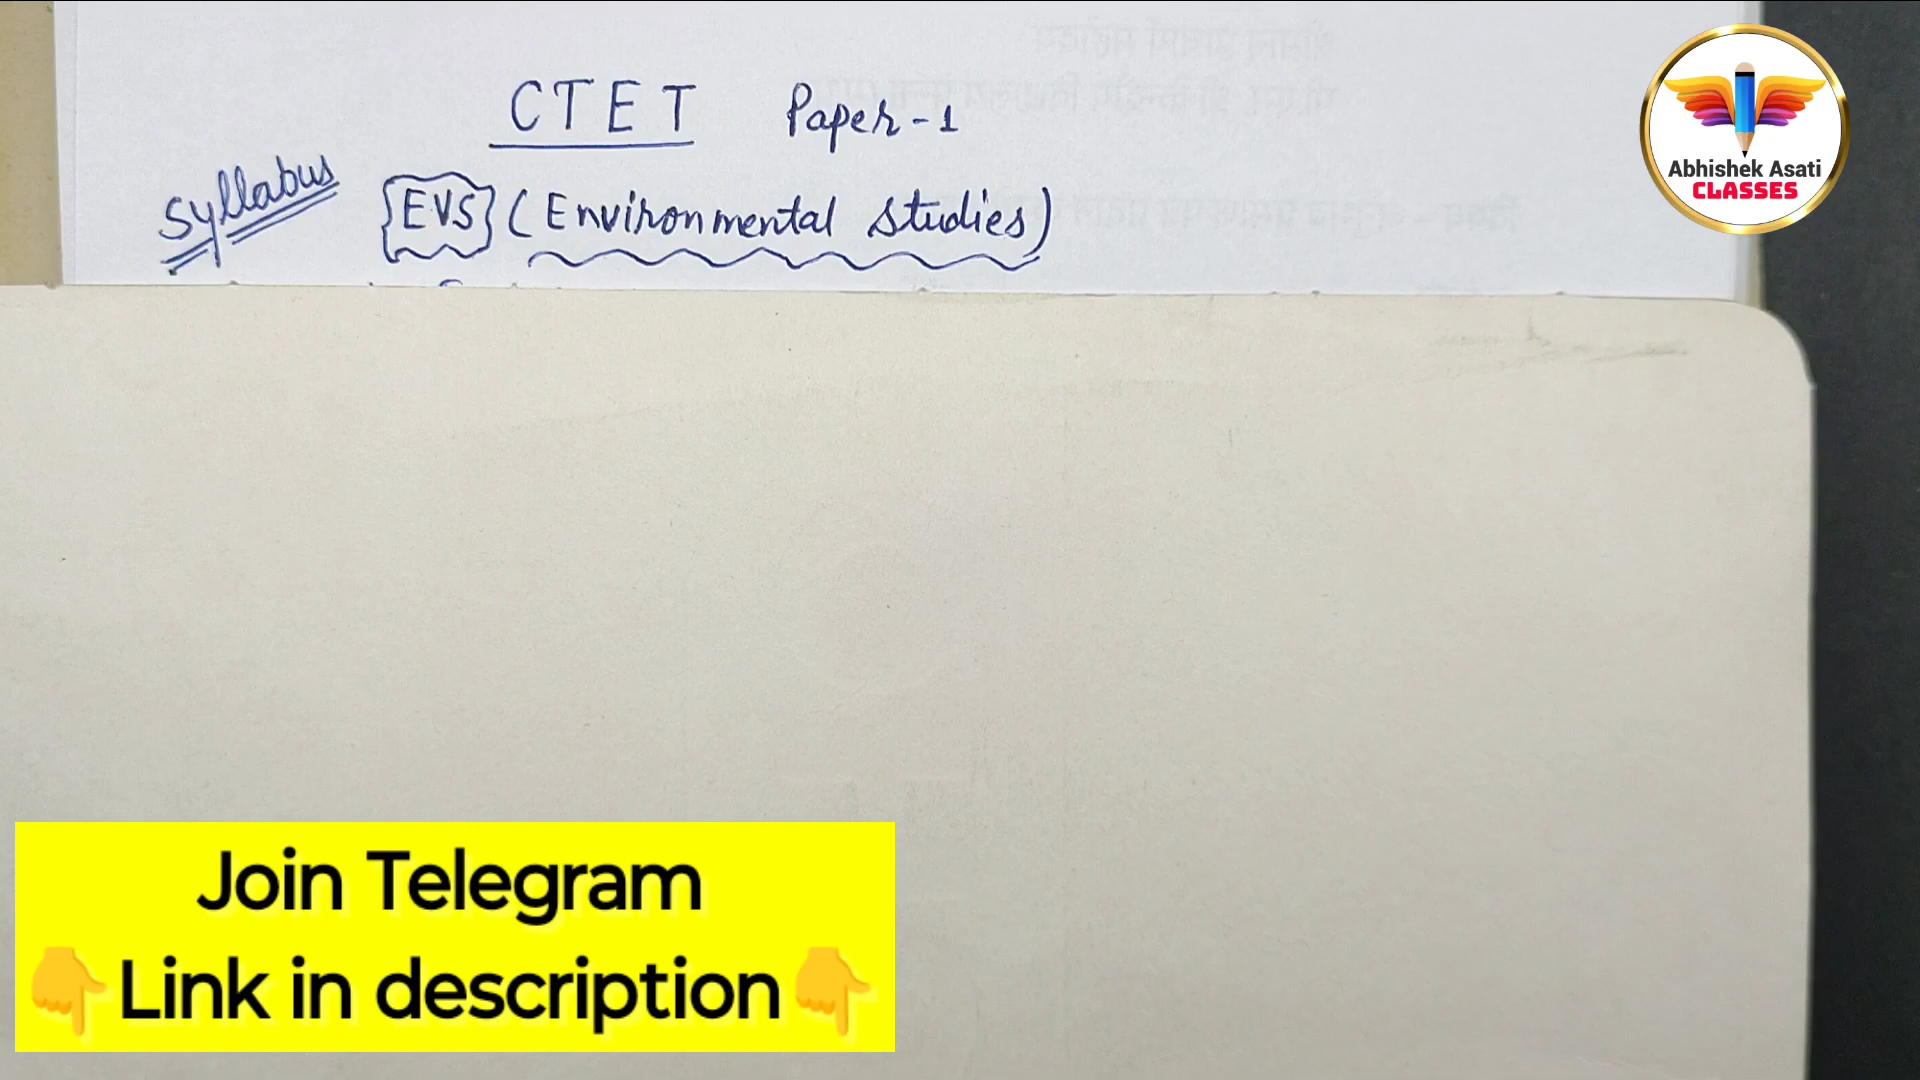 CTET Paper-1
Syllabus
EVS (Environmental Studies)
Abhishek Asati
CLASSES
Join Telegram
👇Link in description👇